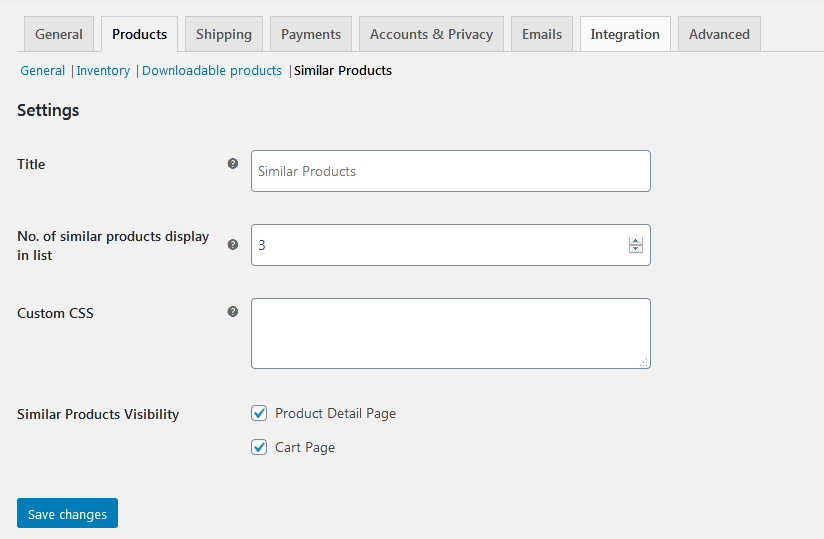 General Products Shipping Payments Accounts & Privacy Emails Integration Advanced
General | Inventory | Downloadable products | Similar Products
Settings
Title ? Similar Products
No. of similar products display
in list ? 3
Custom CSS ?
Similar Products Visibility Product Detail Page
Cart Page
Save changes